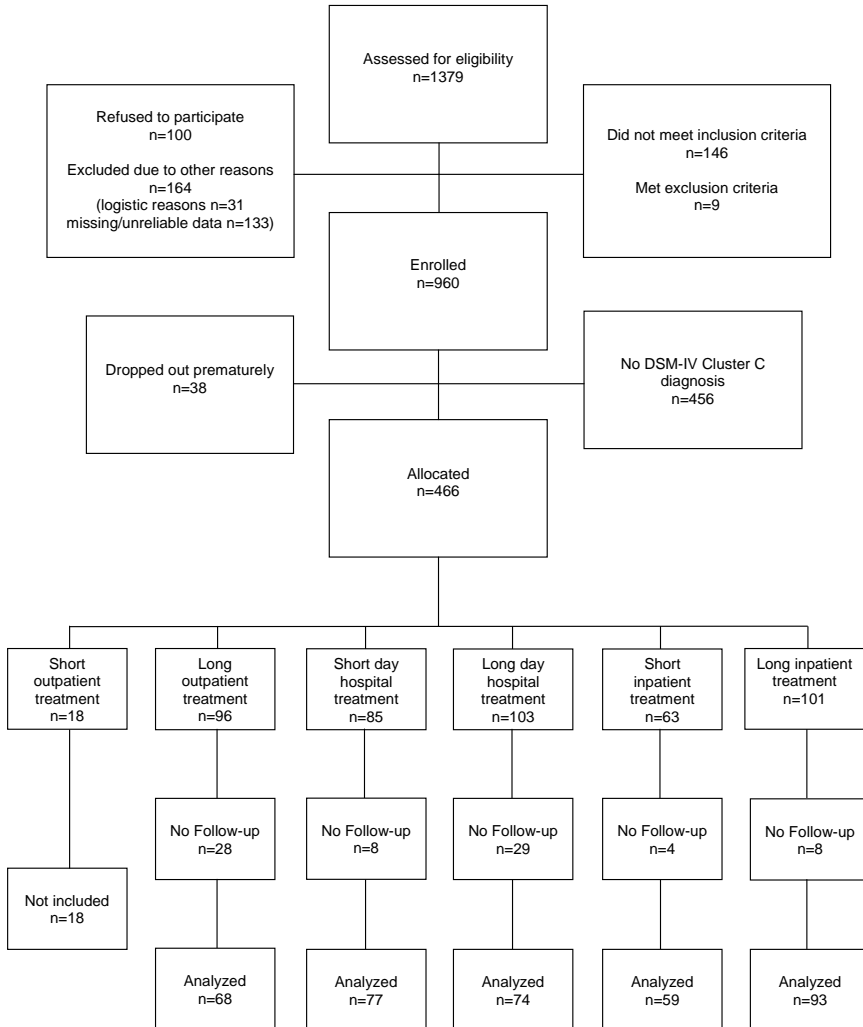 Assessed for eligibility
n=1379
Refused to participate
n=100
Excluded due to other reasons
n=164
(logistic reasons n=31
missing/unreliable data n=133)
Did not meet inclusion criteria
n=146
Met exclusion criteria
n=9
Enrolled
n=960
Dropped out prematurely
n=38
No DSM-IV Cluster C
diagnosis
n=456
Allocated
n=466
Short
outpatient
treatment
n=18
Long
outpatient
treatment
n=96
Short day
hospital
treatment
n=85
Long day
hospital
treatment
n=103
Short
inpatient
treatment
n=63
Long inpatient
treatment
n=101
No Follow-up
n=28
No Follow-up
n=8
No Follow-up
n=29
No Follow-up
n=4
No Follow-up
n=8
Not included
n=18
Analyzed
n=68
Analyzed
n=77
Analyzed
n=74
Analyzed
n=59
Analyzed
n=93